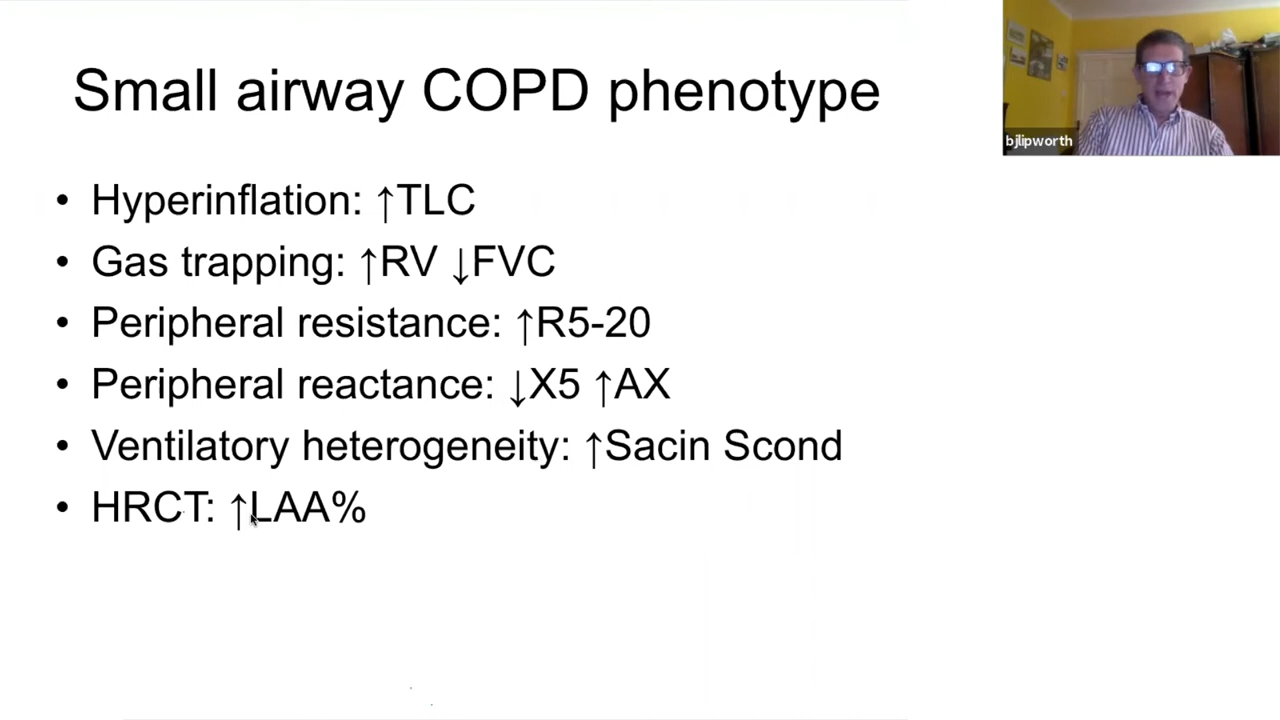 Small airway COPD phenotype
bjlipworth
• Hyperinflation: ↑TLC
• Gas trapping: ↑RV ↓FVC
• Peripheral resistance: ↑R5-20
• Peripheral reactance: ↓X5 ↑AX
• Ventilatory heterogeneity: ↑Sacin Scond
• HRCT: ↑LAA%